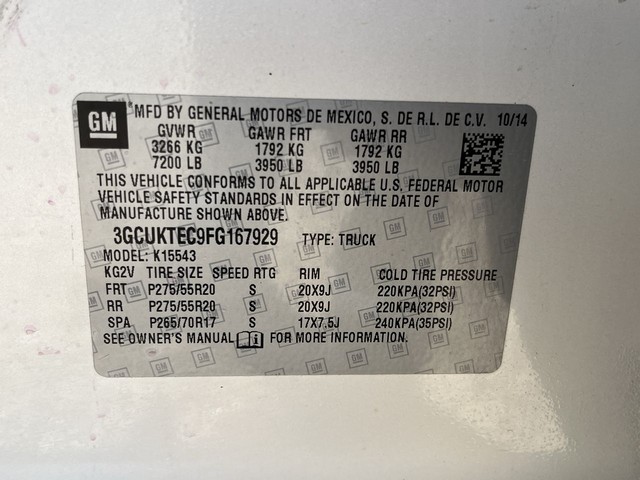 GM *MFD BY GENERAL MOTORS DE MEXICO, S. DE R.L. DE C.V. 10/14
GVWR GAWR FRT GAWR RR
3266 KG 1792 KG 1792 KG
7200 LB 3950 LB 3950 LB
THIS VEHICLE CONFORMS TO ALL APPLICABLE U.S. FEDERAL MOTOR
VEHICLE SAFETY STANDARDS IN EFFECT ON THE DATE OF
MANUFACTURE SHOWN ABOVE.
3GCUKTEC9FG167929 TYPE: TRUCK
MODEL: K15543
KG2V TIRE SIZE SPEED RTG RIM COLD TIRE PRESSURE
FRT P275/55R20 S 20X9J 220KPA(32PSI)
RR P275/55R20 S 20X9J 220KPA(32PSI)
SPA P265/70R17 S 17X7.5J 240KPA(35PSI)
SEE OWNER'S MANUAL FOR MORE INFORMATION.